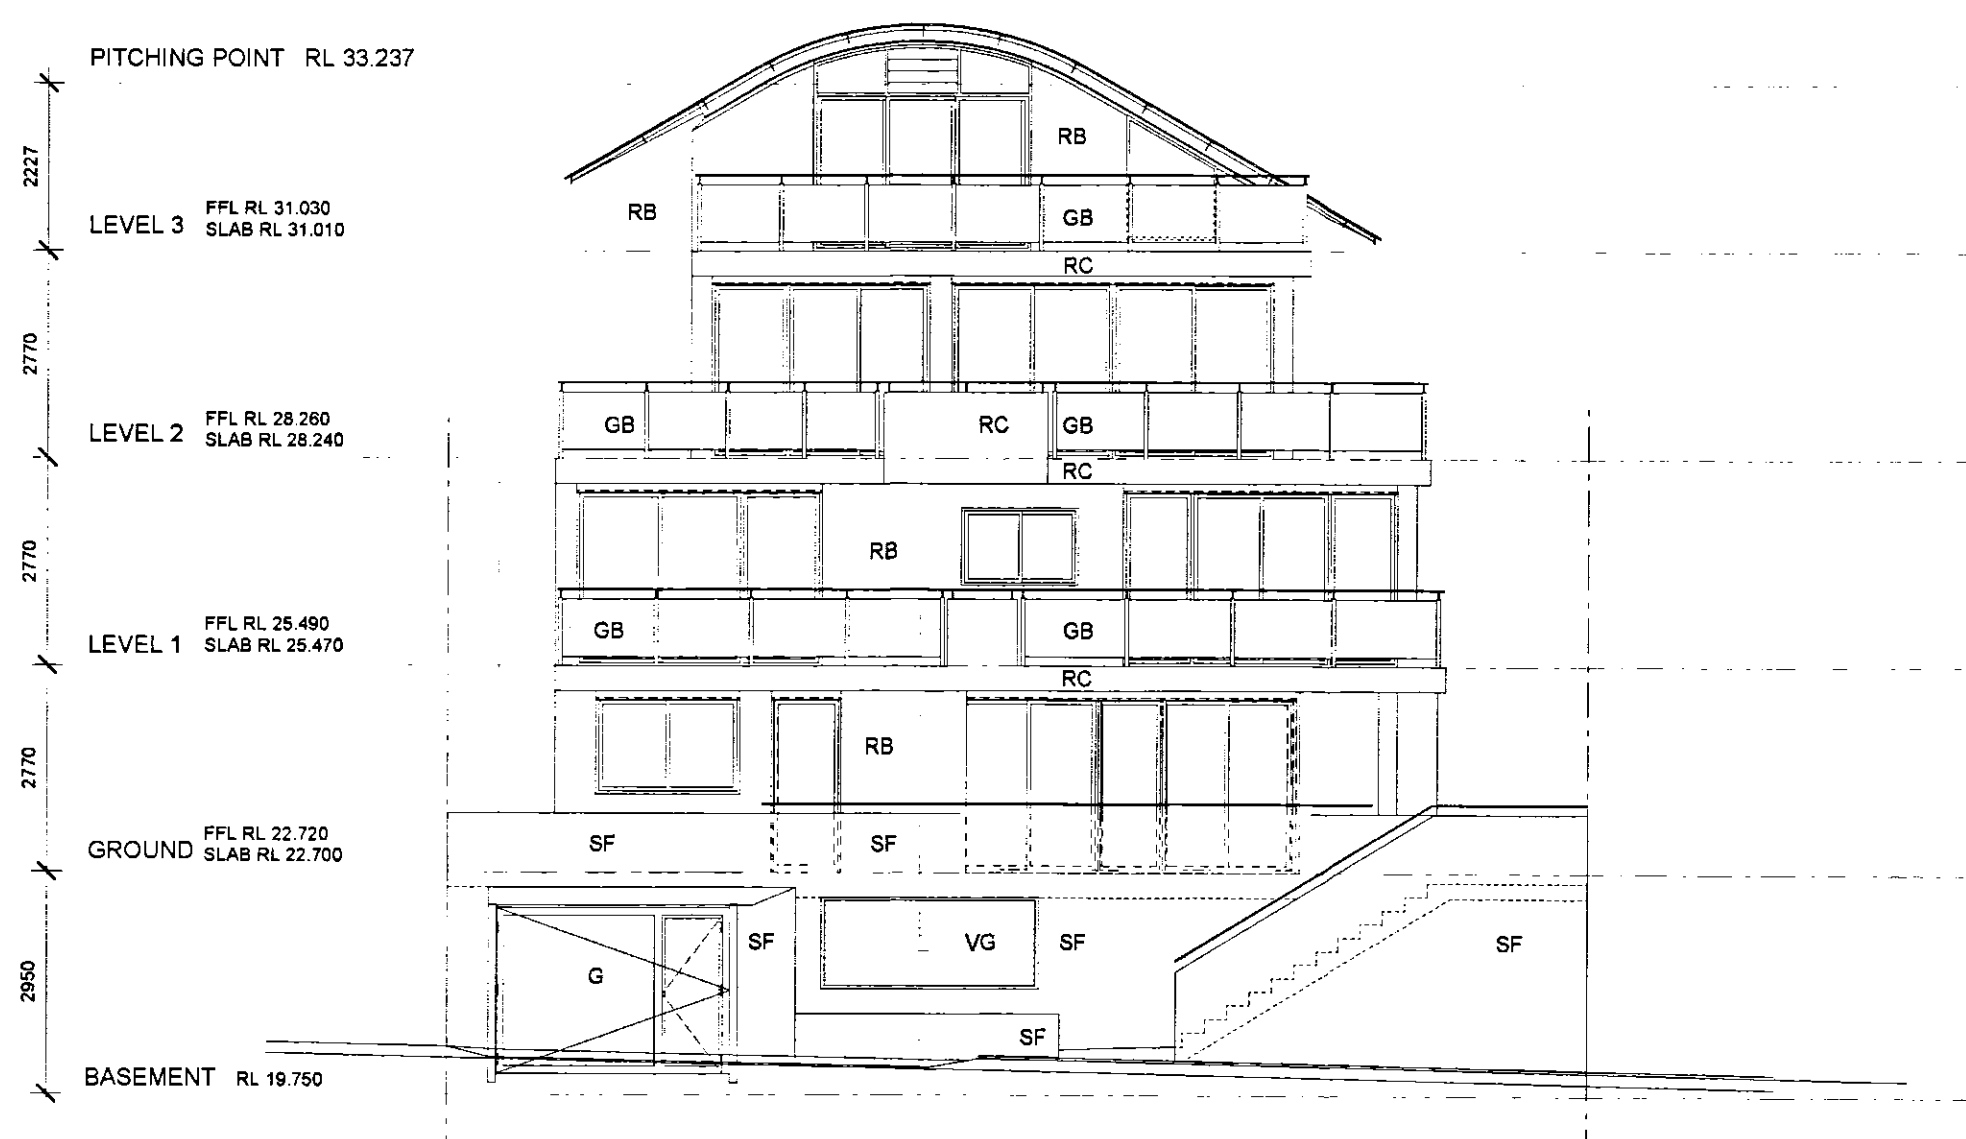 PITCHING POINT RL 33.237
2227
RB
RB
LEVEL 3
FFL RL 31.030
SLAB RL 31.010
GB
RC
2770
LEVEL 2
FFL RL 28.260
SLAB RL 28.240
GB
RC
GB
RC
2770
RB
LEVEL 1
FFL RL 25.490
SLAB RL 25.470
GB
GB
RC
2770
RB
GROUND
FFL RL 22.720
SLAB RL 22.700
SF
SF
2950
G
SF
VG
SF
SF
SF
BASEMENT RL 19.750